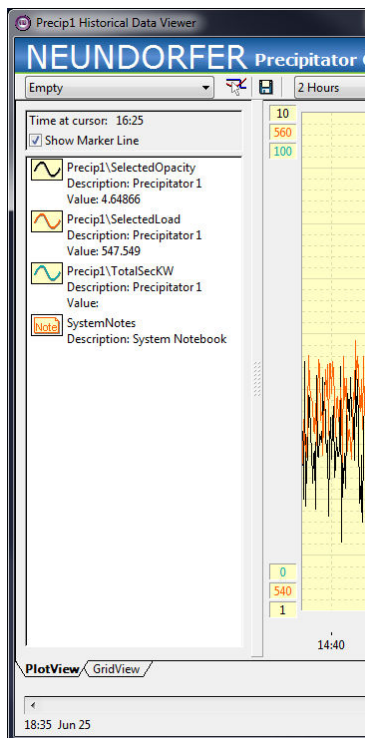 Precip1 Historical Data Viewer
NEUNDORFER Precipitator
Empty
2 Hours
Time at cursor: 16:25
Show Marker Line
Precip1\SelectedOpacity
Description: Precipitator 1
Value: 4.64866
Precip1\SelectedLoad
Description: Precipitator 1
Value: 547.549
Precip1\TotalSecKW
Description: Precipitator 1
Value:
Note
SystemNotes
Description: System Notebook
10
560
100
0
540
1
14:40
PlotView
GridView
18:35 Jun 25